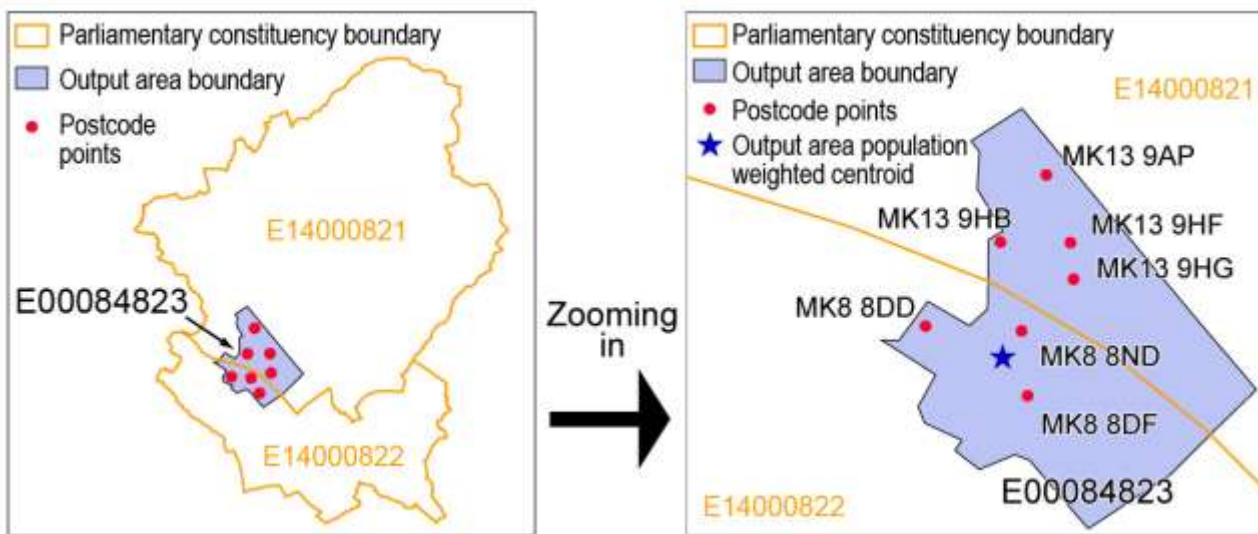 Parliamentary constituency boundary
Output area boundary
Postcode
points
E14000821
E00084823
E14000822
Zooming
in
Parliamentary constituency boundary
Output area boundary
Postcode points
Output area population
weighted centroid
E14000821
MK13 9AP
MK13 9HB
MK13 9HF
MK13 9HG
MK8 8DD
MK8 8ND
MK8 8DF
E00084823
E14000822